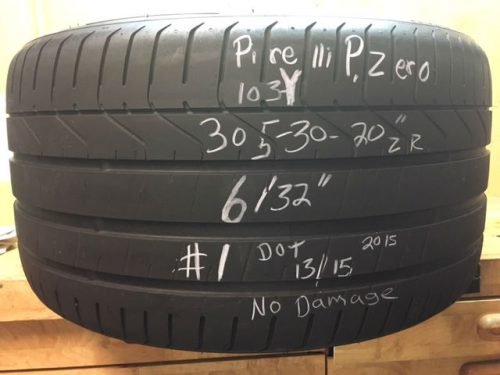 Pirelli P. Zero
103Y
305-30-20" ZR
6/32"
#1 DOT 13/15 2015
No Damage